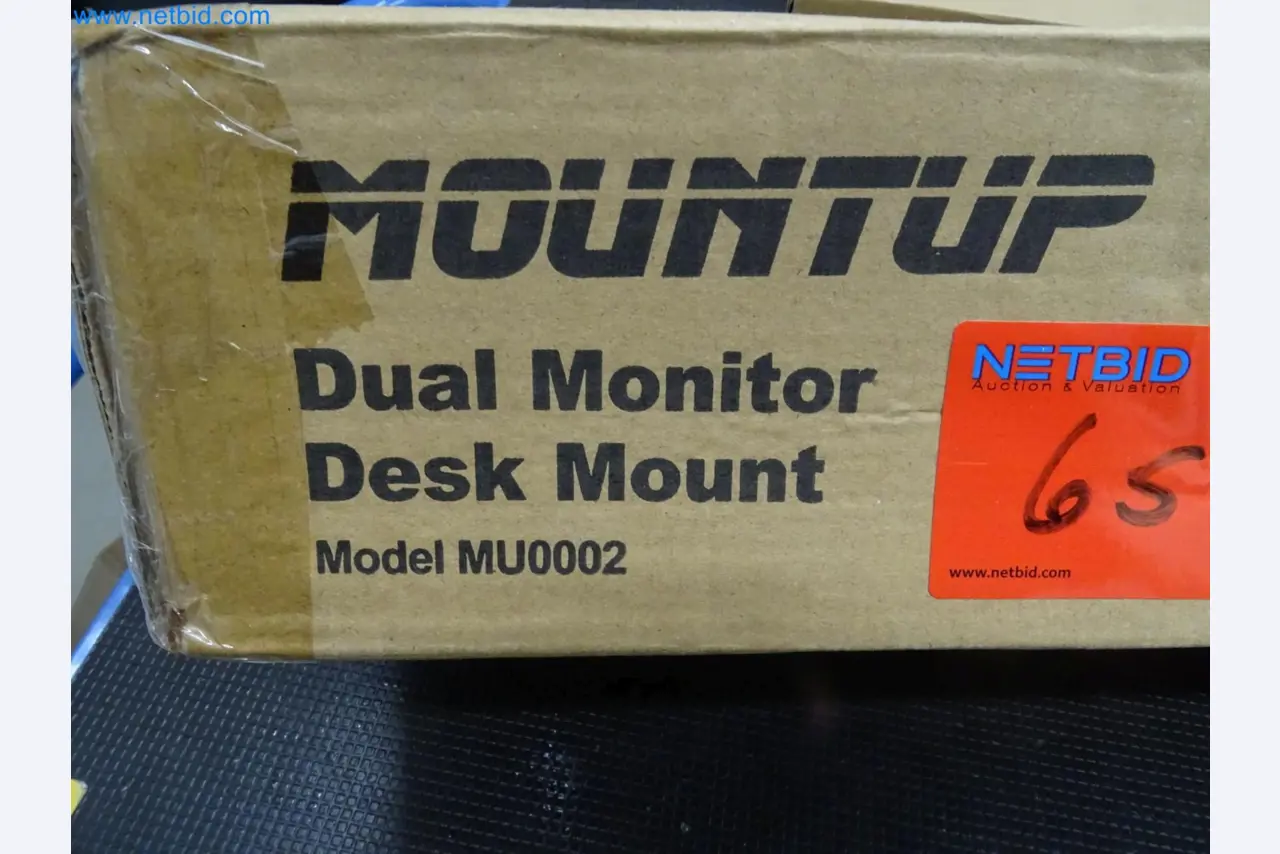 www.netbid.com
MOUNTUP
Dual Monitor
Desk Mount
Model MU0002
NETBID
Auction & Valuation
65
www.netbid.com